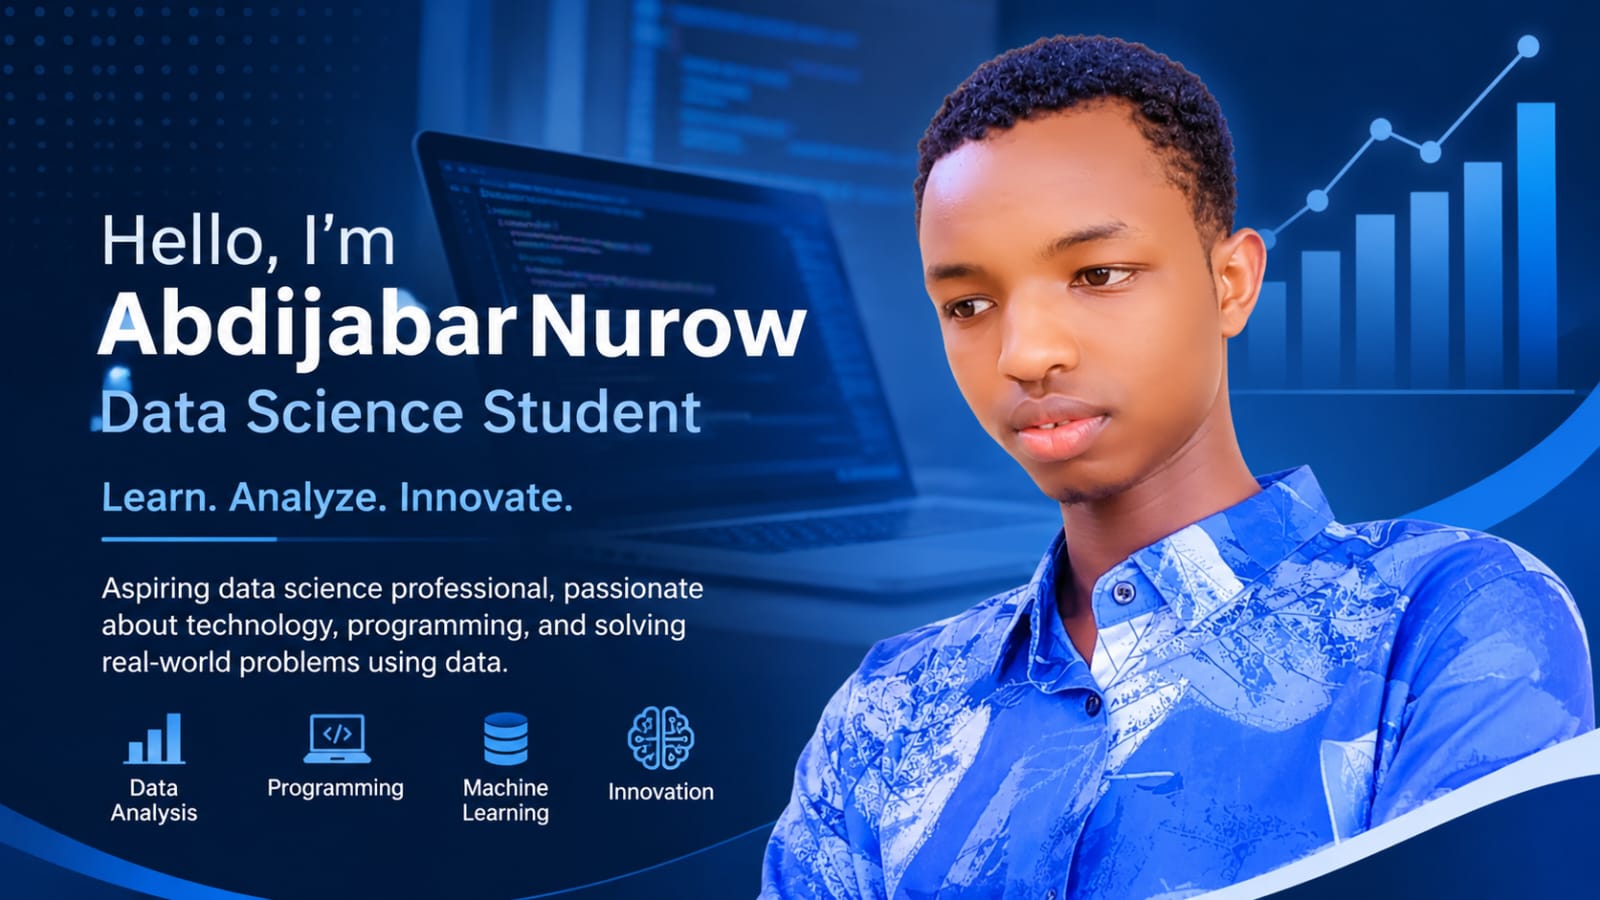 Hello, I’m
Abdijabar Nurow
Data Science Student
Learn. Analyze. Innovate.
Aspiring data science professional, passionate
about technology, programming, and solving
real-world problems using data.
Data
Analysis
Programming
Machine
Learning
Innovation